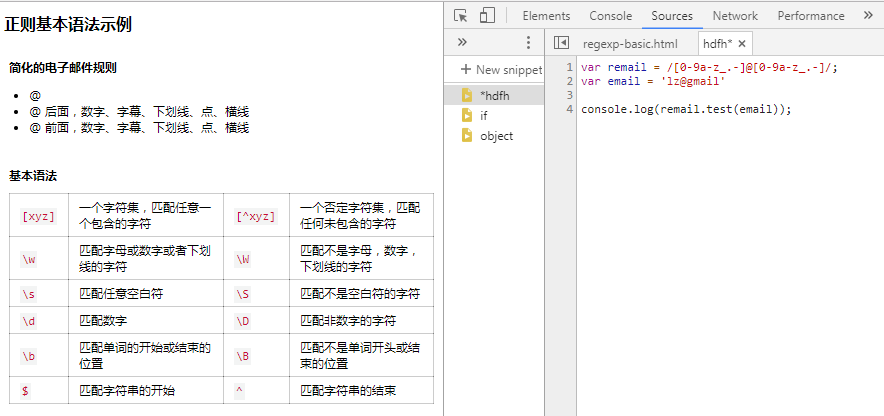 正则基本语法示例
简化的电子邮件规则
@
@ 后面，数字、字幕、下划线、点、横线
@ 前面，数字、字幕、下划线、点、横线
基本语法
[xyz] 一个字符集，匹配任意一个包含的字符 [^xyz] 一个否定字符集，匹配任何未包含的字符
\w 匹配字母或数字或者下划线的字符 \W 匹配不是字母，数字，下划线的字符
\s 匹配任意空白符 \S 匹配不是空白符的字符
\d 匹配数字 \D 匹配非数字的字符
\b 匹配单词的开始或结束的位置 \B 匹配不是单词开头或结束的位置
$ 匹配字符串的开始 ^ 匹配字符串的结束
Elements Console Sources Network Performance »
» regexp-basic.html hdfh* ×
+ New snippet
*hdfh
if
object
1 var remail = /[0-9a-z_.-]@[0-9a-z_.-]/;
2 var email = 'lz@gmail'
3
4 console.log(remail.test(email));